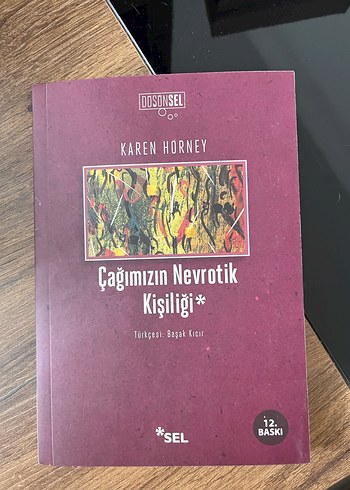 DOSONSEL
KAREN HORNEY
Çağımızın Nevrotik
Kişiliği*
Türkçesi: Başak Kıcır
12.
BASKI
*SEL